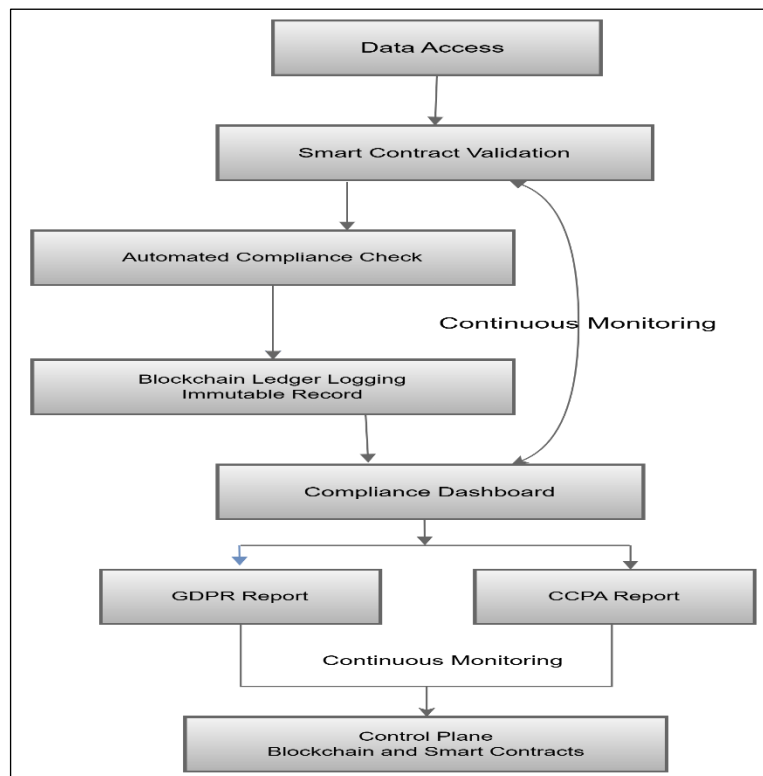 Data Access
Smart Contract Validation
Automated Compliance Check
Continuous Monitoring
Blockchain Ledger Logging
Immutable Record
Compliance Dashboard
GDPR Report
CCPA Report
Continuous Monitoring
Control Plane
Blockchain and Smart Contracts